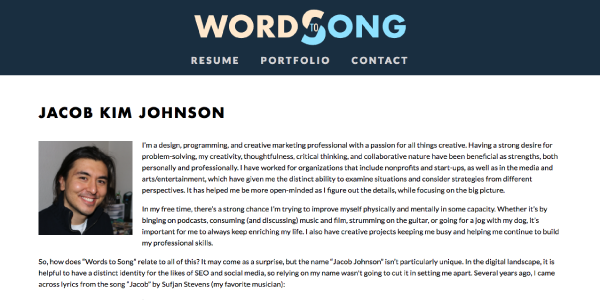 WORD TO SONG
RESUME PORTFOLIO CONTACT
JACOB KIM JOHNSON
I'm a design, programming, and creative marketing professional with a passion for all things creative. Having a strong desire for
problem-solving, my creativity, thoughtfulness, critical thinking, and collaborative nature have been beneficial as strengths, both
personally and professionally. I have worked for organizations that include nonprofits and start-ups, as well as in the media and
arts/entertainment, which have given me the distinct ability to examine situations and consider strategies from different
perspectives. It has helped me be more open-minded as I figure out the details, while focusing on the big picture.
In my free time, there's a strong chance I'm trying to improve myself physically and mentally in some capacity. Whether it's by
binging on podcasts, consuming (and discussing) music and film, strumming on the guitar, or going for a jog with my dog, It's
important for me to always keep enriching my life. I also have creative projects keeping me busy and helping me continue to build
my professional skills.
So, how does "Words to Song" relate to all of this? It may come as a surprise, but the name "Jacob Johnson" isn't particularly unique. In the digital landscape, it is
helpful to have a distinct identity for the likes of SEO and social media, so relying on my name wasn't going to cut it in setting me apart. Several years ago, I came
across lyrics from the song "Jacob" by Sufjan Stevens (my favorite musician):